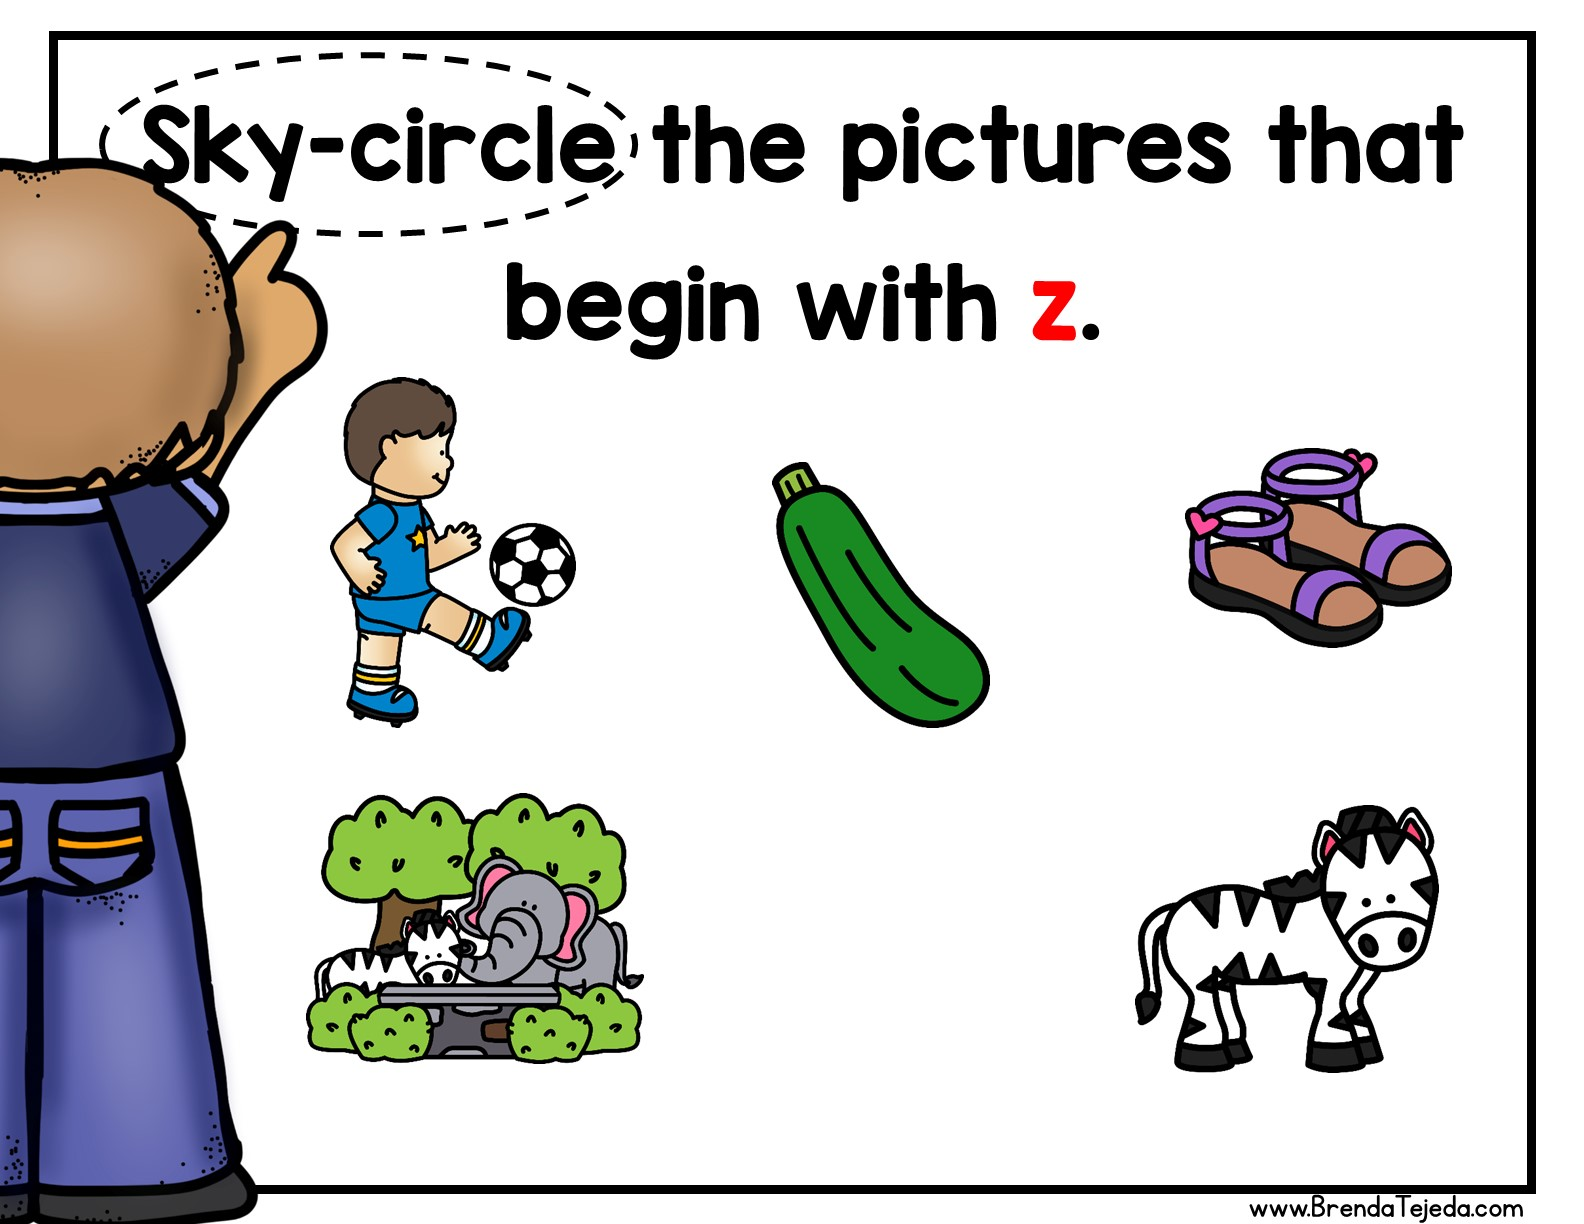 Sky-circle the pictures that
begin with z.
www.BrendaTejeda.com